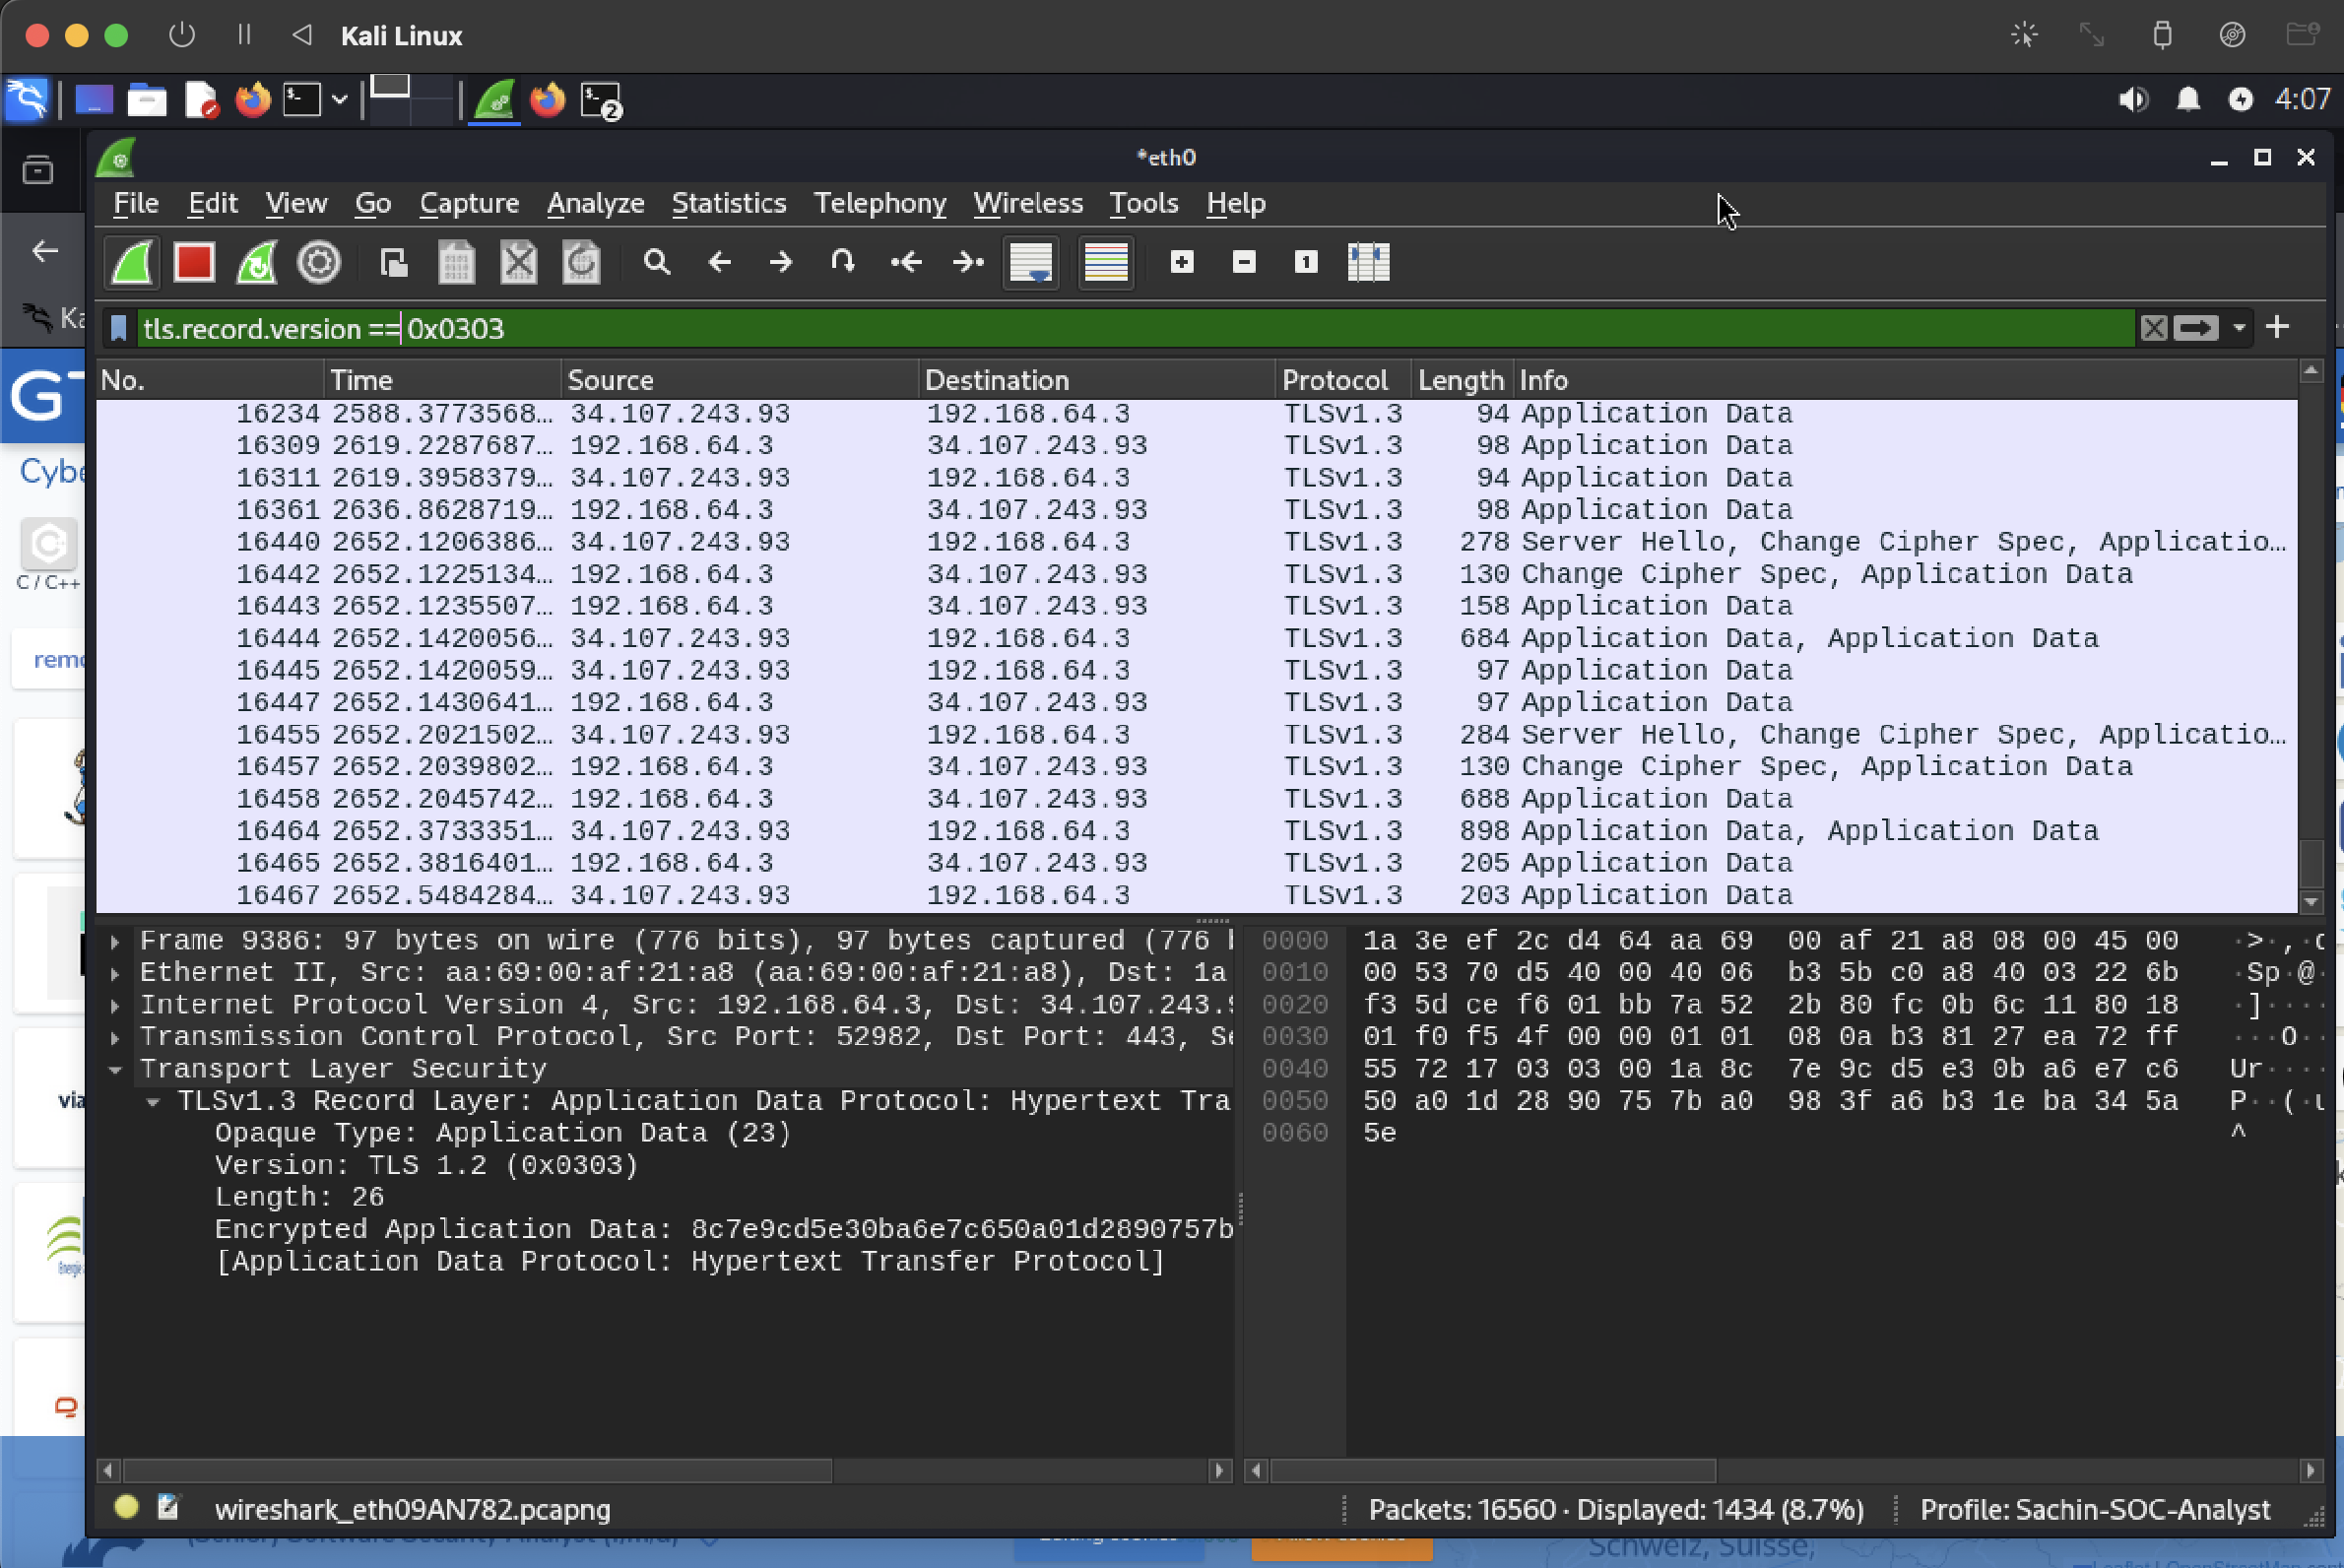 Kali Linux
2
4:07
*eth0
File Edit View Go Capture Analyze Statistics Telephony Wireless Tools Help
Ka
tls.record.version == 0x0303
No. Time Source Destination Protocol Length Info
16234 2588.3773568… 34.107.243.93 192.168.64.3 TLSv1.3 94 Application Data
16309 2619.2287687… 192.168.64.3 34.107.243.93 TLSv1.3 98 Application Data
16311 2619.3958379… 34.107.243.93 192.168.64.3 TLSv1.3 94 Application Data
16361 2636.8628719… 192.168.64.3 34.107.243.93 TLSv1.3 98 Application Data
16440 2652.1206386… 34.107.243.93 192.168.64.3 TLSv1.3 278 Server Hello, Change Cipher Spec, Applicatio…
16442 2652.1225134… 192.168.64.3 34.107.243.93 TLSv1.3 130 Change Cipher Spec, Application Data
16443 2652.1235507… 192.168.64.3 34.107.243.93 TLSv1.3 158 Application Data
16444 2652.1420056… 34.107.243.93 192.168.64.3 TLSv1.3 684 Application Data, Application Data
16445 2652.1420059… 34.107.243.93 192.168.64.3 TLSv1.3 97 Application Data
16447 2652.1430641… 192.168.64.3 34.107.243.93 TLSv1.3 97 Application Data
16455 2652.2021502… 34.107.243.93 192.168.64.3 TLSv1.3 284 Server Hello, Change Cipher Spec, Applicatio…
16457 2652.2039802… 192.168.64.3 34.107.243.93 TLSv1.3 130 Change Cipher Spec, Application Data
16458 2652.2045742… 192.168.64.3 34.107.243.93 TLSv1.3 688 Application Data
16464 2652.3733351… 34.107.243.93 192.168.64.3 TLSv1.3 898 Application Data, Application Data
16465 2652.3816401… 192.168.64.3 34.107.243.93 TLSv1.3 205 Application Data
16467 2652.5484284… 34.107.243.93 192.168.64.3 TLSv1.3 203 Application Data
Cybe
C / C++
remo
via
Frame 9386: 97 bytes on wire (776 bits), 97 bytes captured (776
Ethernet II, Src: aa:69:00:af:21:a8 (aa:69:00:af:21:a8), Dst: 1a
Internet Protocol Version 4, Src: 192.168.64.3, Dst: 34.107.243.9
Transmission Control Protocol, Src Port: 52982, Dst Port: 443, Se
Transport Layer Security
TLSv1.3 Record Layer: Application Data Protocol: Hypertext Tra
Opaque Type: Application Data (23)
Version: TLS 1.2 (0x0303)
Length: 26
Encrypted Application Data: 8c7e9cd5e30ba6e7c650a01d2890757b
[Application Data Protocol: Hypertext Transfer Protocol]
0000 1a 3e ef 2c d4 64 aa 69 00 af 21 a8 08 00 45 00 ·>·,·d
0010 00 53 70 d5 40 00 40 06 b3 5b c0 a8 40 03 22 6b ·Sp·@·
0020 f3 5d ce f6 01 bb 7a 52 2b 80 fc 0b 6c 11 80 18 ·]····
0030 01 f0 f5 4f 00 00 01 01 08 0a b3 81 27 ea 72 ff ···O··
0040 55 72 17 03 03 00 1a 8c 7e 9c d5 e3 0b a6 e7 c6 Ur····
0050 50 a0 1d 28 90 75 7b a0 98 3f a6 b3 1e ba 34 5a P··(·u
0060 5e ^
wireshark_eth09AN782.pcapng
Packets: 16560 · Displayed: 1434 (8.7%)
Profile: Sachin-SOC-Analyst
Schweiz, Suisse,